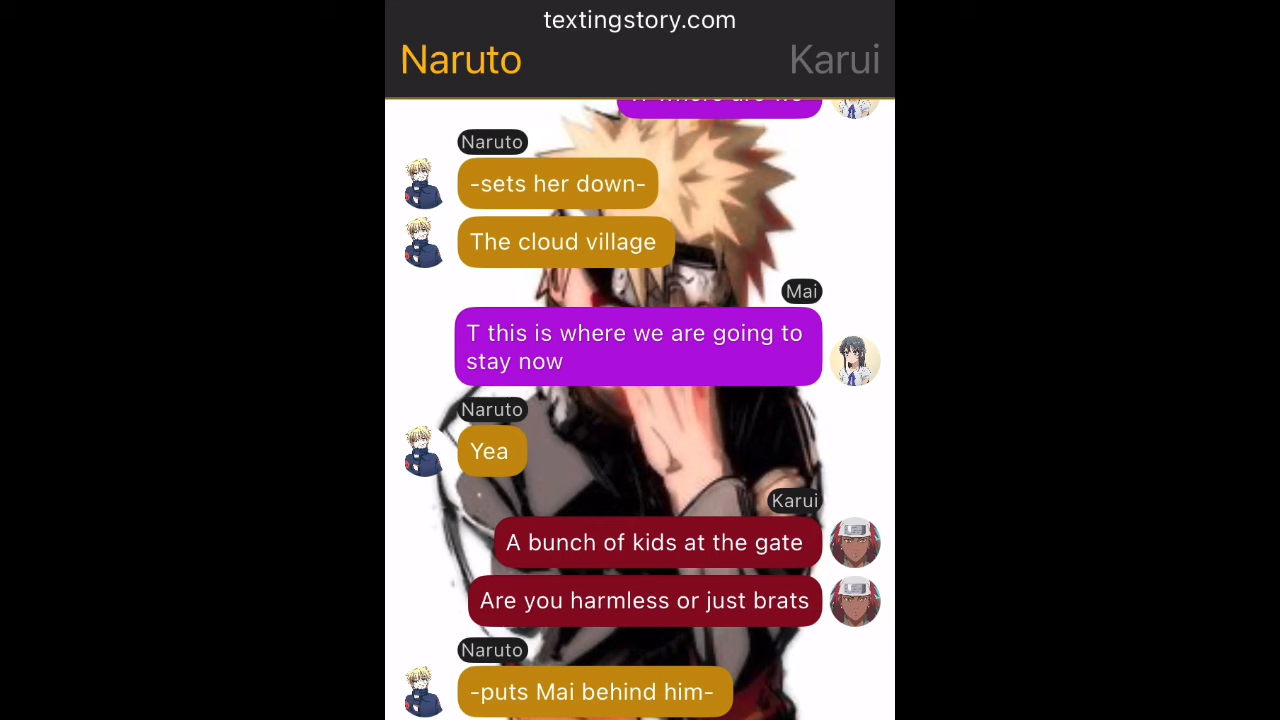 textingstory.com
Naruto
Karui
Naruto
-sets her down-
The cloud village
Mai
T this is where we are going to
stay now
Naruto
Yea
Karui
A bunch of kids at the gate
Are you harmless or just brats
Naruto
-puts Mai behind him-